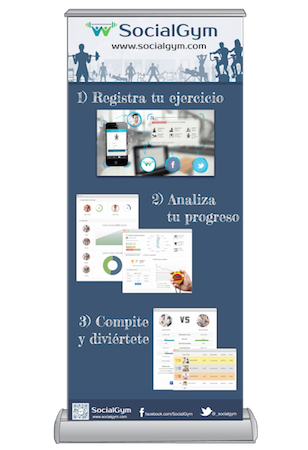 SocialGym
www.socialgym.com
1) Registra tu ejercicio
2) Analiza
tu progreso
VS
3) Compite
y diviértete
SocialGym
www.socialgym.com
facebook.com/SocialGym
@_socialgym